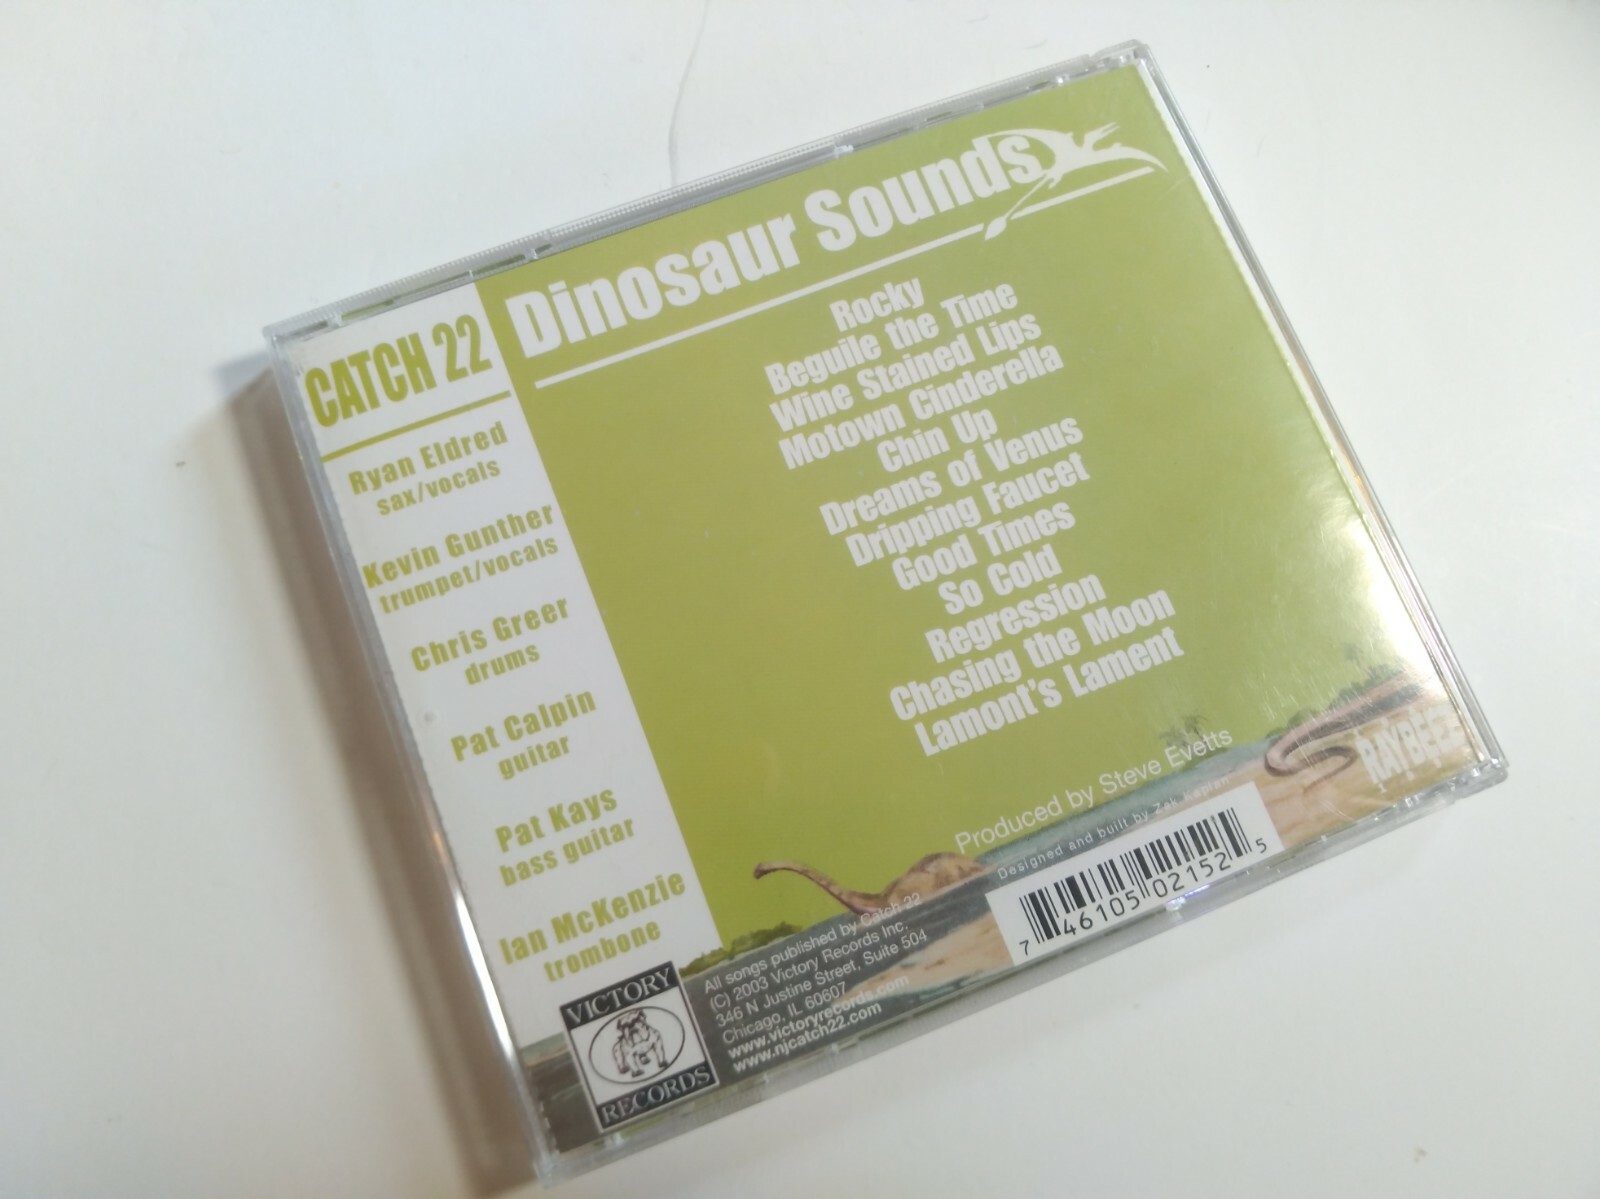 CATCH 22
Ryan Eldred
sax/vocals
Kevin Gunther
trumpet/vocals
Chris Greer
drums
Pat Calpin
guitar
Pat Kays
bass guitar
Ian McKenzie
trombone
Dinosaur Sounds
Rocky
Beguile the Time
Wine Stained Lips
Motown Cinderella
Chin Up
Dreams of Venus
Dripping Faucet
Good Times
So Cold
Regression
Chasing the Moon
Lamont's Lament
Produced by Steve Evetts
Designed and built by Zak Kaplan
7 46105 02152 5
VICTORY
RECORDS
All songs published by Catch 22
(C) 2003 Victory Records Inc.
346 N Justine Street, Suite 504
Chicago, IL 60607
www.victoryrecords.com
www.njcatch22.com